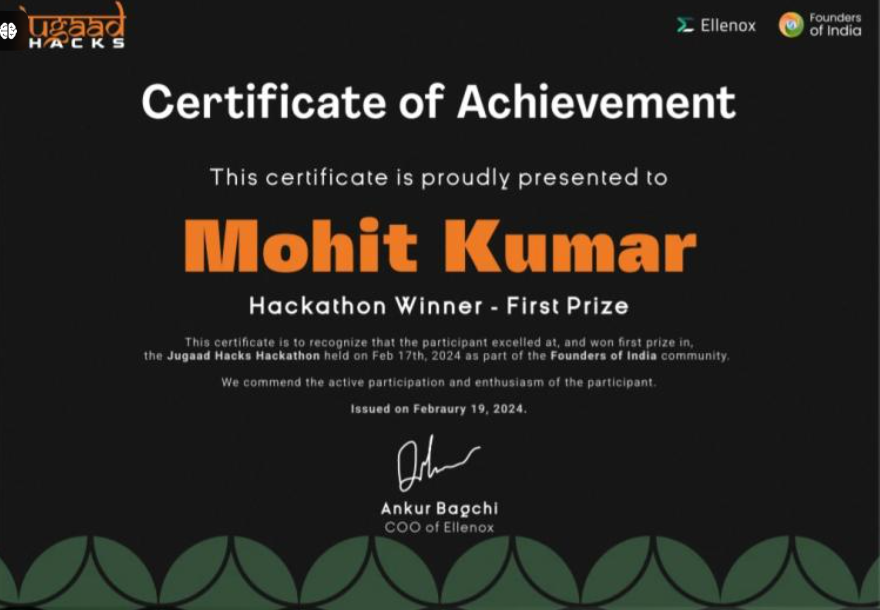 Jugaad
HACKS
Ellenox
Founders
of India
Certificate of Achievement
This certificate is proudly presented to
Mohit Kumar
Hackathon Winner - First Prize
This certificate is to recognize that the participant excelled at, and won first prize in,
the Jugaad Hacks Hackathon held on Feb 17th, 2024 as part of the Founders of India community.
We commend the active participation and enthusiasm of the participant.
Issued on Febraury 19, 2024.
Ankur Bagchi
COO of Ellenox